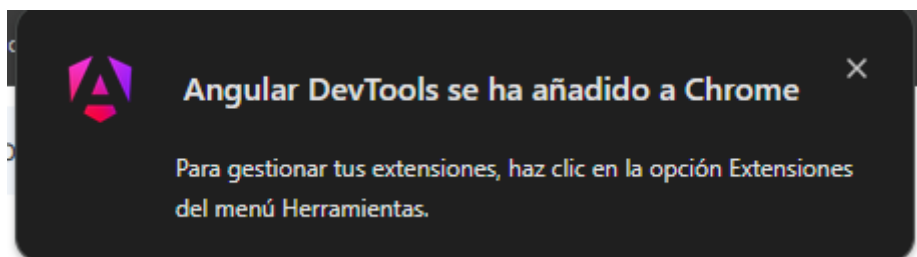 Angular DevTools se ha añadido a Chrome
Para gestionar tus extensiones, haz clic en la opción Extensiones
del menú Herramientas.